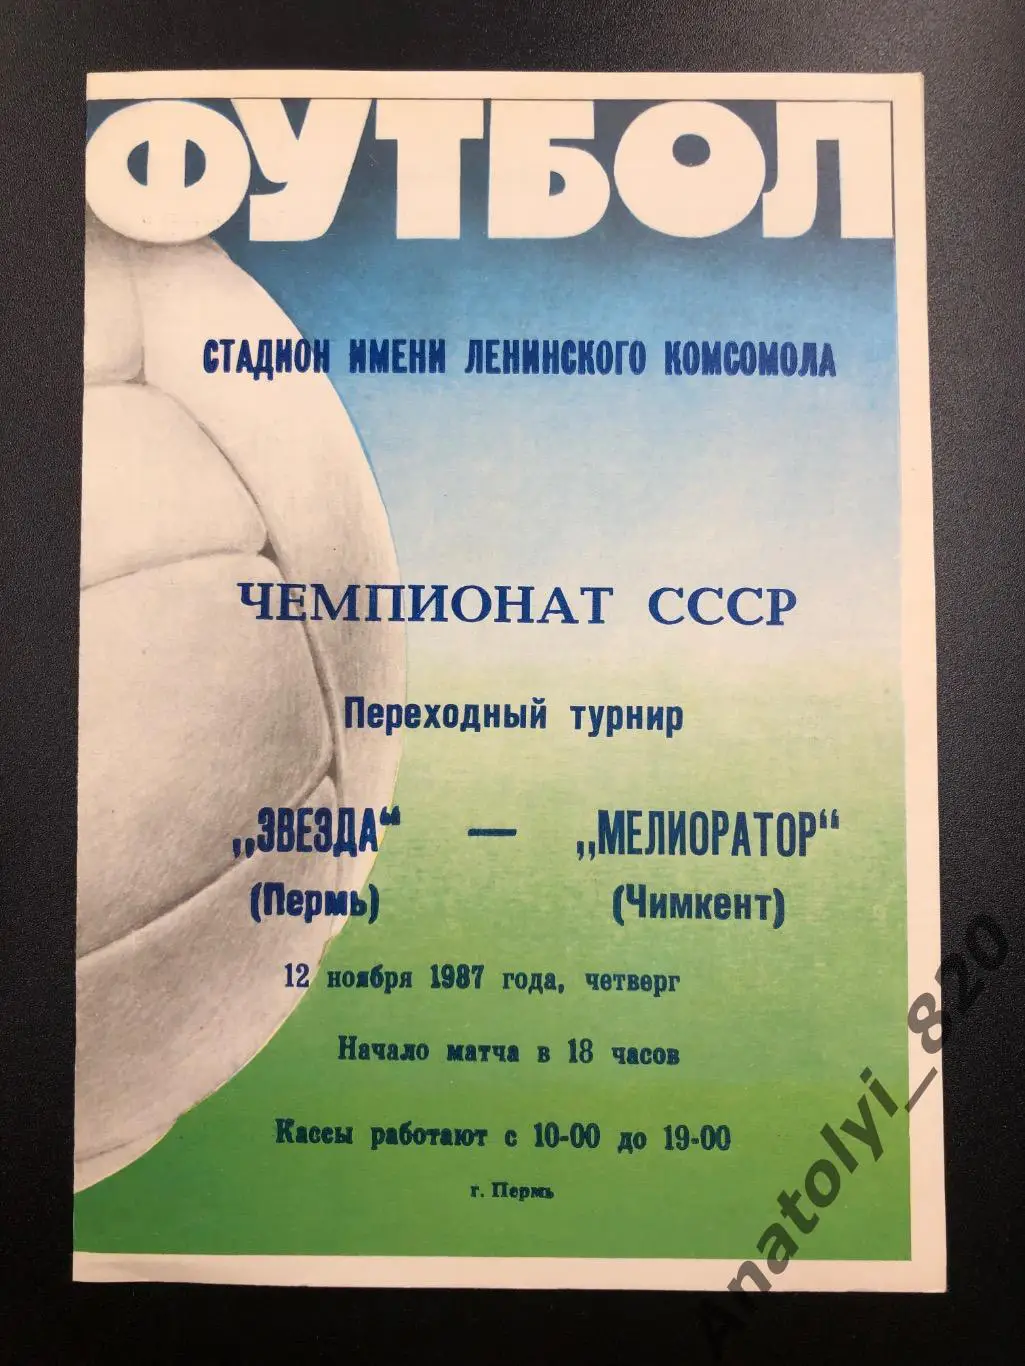 ФУТБОЛ
СТАДИОН ИМЕНИ ЛЕНИНСКОГО КОМСОМОЛА
ЧЕМПИОНАТ СССР
Переходный турнир
„ЗВЕЗДА“ — „МЕЛИОРАТОР“
(Пермь) (Чимкент)
12 ноября 1987 года, четверг
Начало матча в 18 часов
Кассы работают с 10-00 до 19-00
г. Пермь
Anatolyi_820